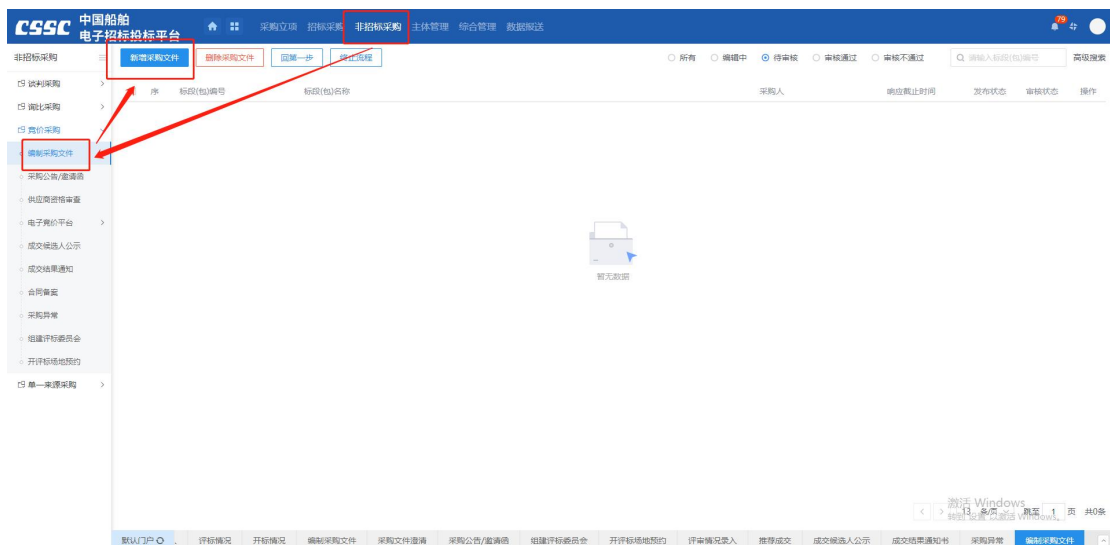 CSSC 中国船舶
电子招标投标平台
采购立项 招标采购 非招标采购 主体管理 综合管理 数据报送
79
非招标采购
新增采购文件 删除采购文件 回第一步 终止流程
所有 编辑中 待审核 审核通过 审核不通过
请输入标段(包)编号 高级搜索
谈判采购
序 标段(包)编号 标段(包)名称 采购人 响应截止时间 发布状态 审核状态 操作
询比采购
竞价采购
编制采购文件
采购公告/邀请函
供应商资格审查
电子竞价平台
成交候选人公示
暂无数据
成交结果通知
合同备案
采购异常
组建评标委员会
开评标场地预约
单一来源采购
激活 Windows
转到"设置"以激活 Windows。
13 条/页 跳至 1 页 共0条
默认门户 评标情况 开标情况 编制采购文件 采购文件澄清 采购公告/邀请函 组建评标委员会 开评标场地预约 评审情况录入 推荐成交 成交候选人公示 成交结果通知书 采购异常 编制采购文件